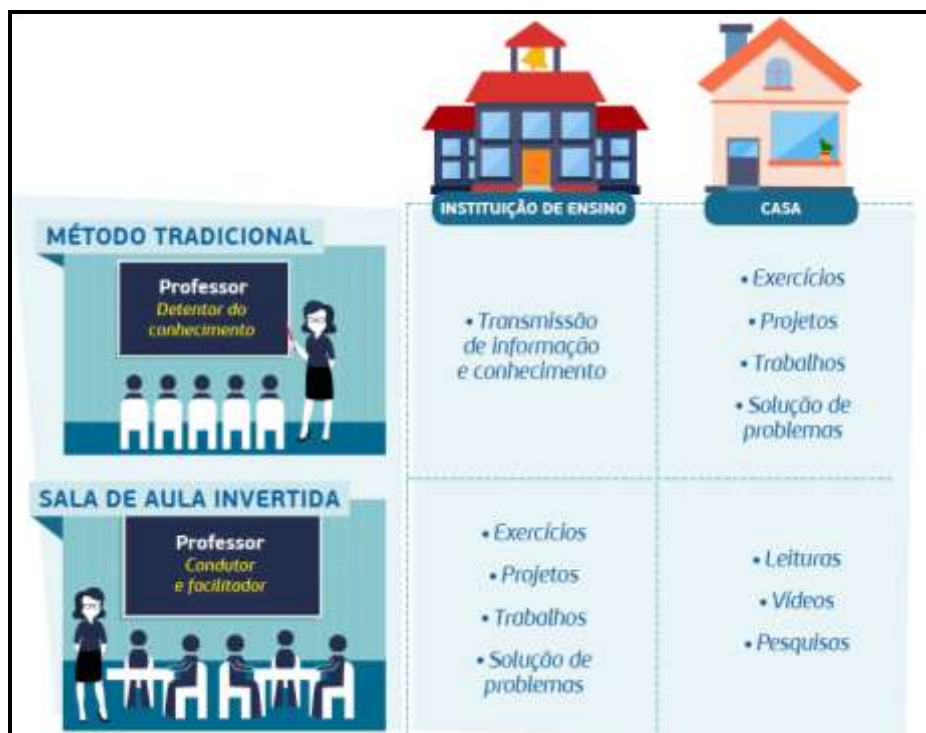 INSTITUIÇÃO DE ENSINO
CASA
MÉTODO TRADICIONAL
Professor
Detentor do
conhecimento
• Transmissão
de informação
e conhecimento
• Exercícios
• Projetos
• Trabalhos
• Solução de
problemas
SALA DE AULA INVERTIDA
Professor
Condutor
e facilitador
• Exercícios
• Projetos
• Trabalhos
• Solução de
problemas
• Leituras
• Vídeos
• Pesquisas